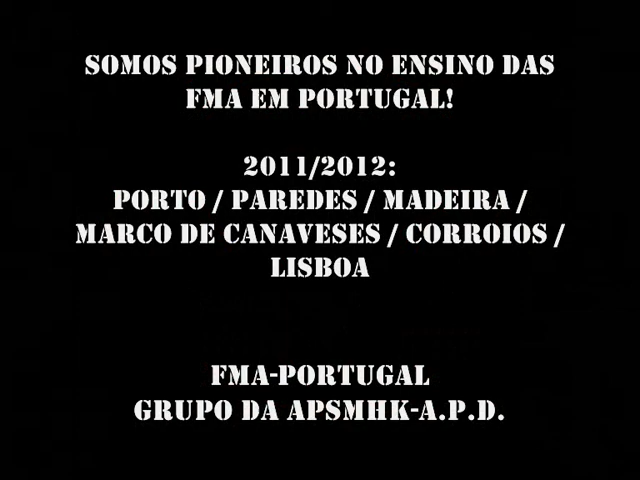 SOMOS PIONEIROS NO ENSINO DAS
FMA EM PORTUGAL!
2011/2012:
PORTO / PAREDES / MADEIRA /
MARCO DE CANAVESES / CORROIOS /
LISBOA
FMA-PORTUGAL
GRUPO DA APSMHK-A.P.D.